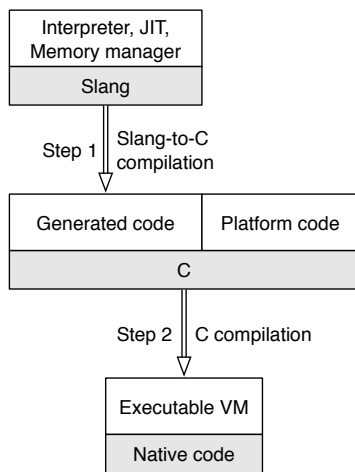 Interpreter, JIT,
Memory manager
Slang
Step 1
Slang-to-C
compilation
Generated code
Platform code
C
Step 2
C compilation
Executable VM
Native code